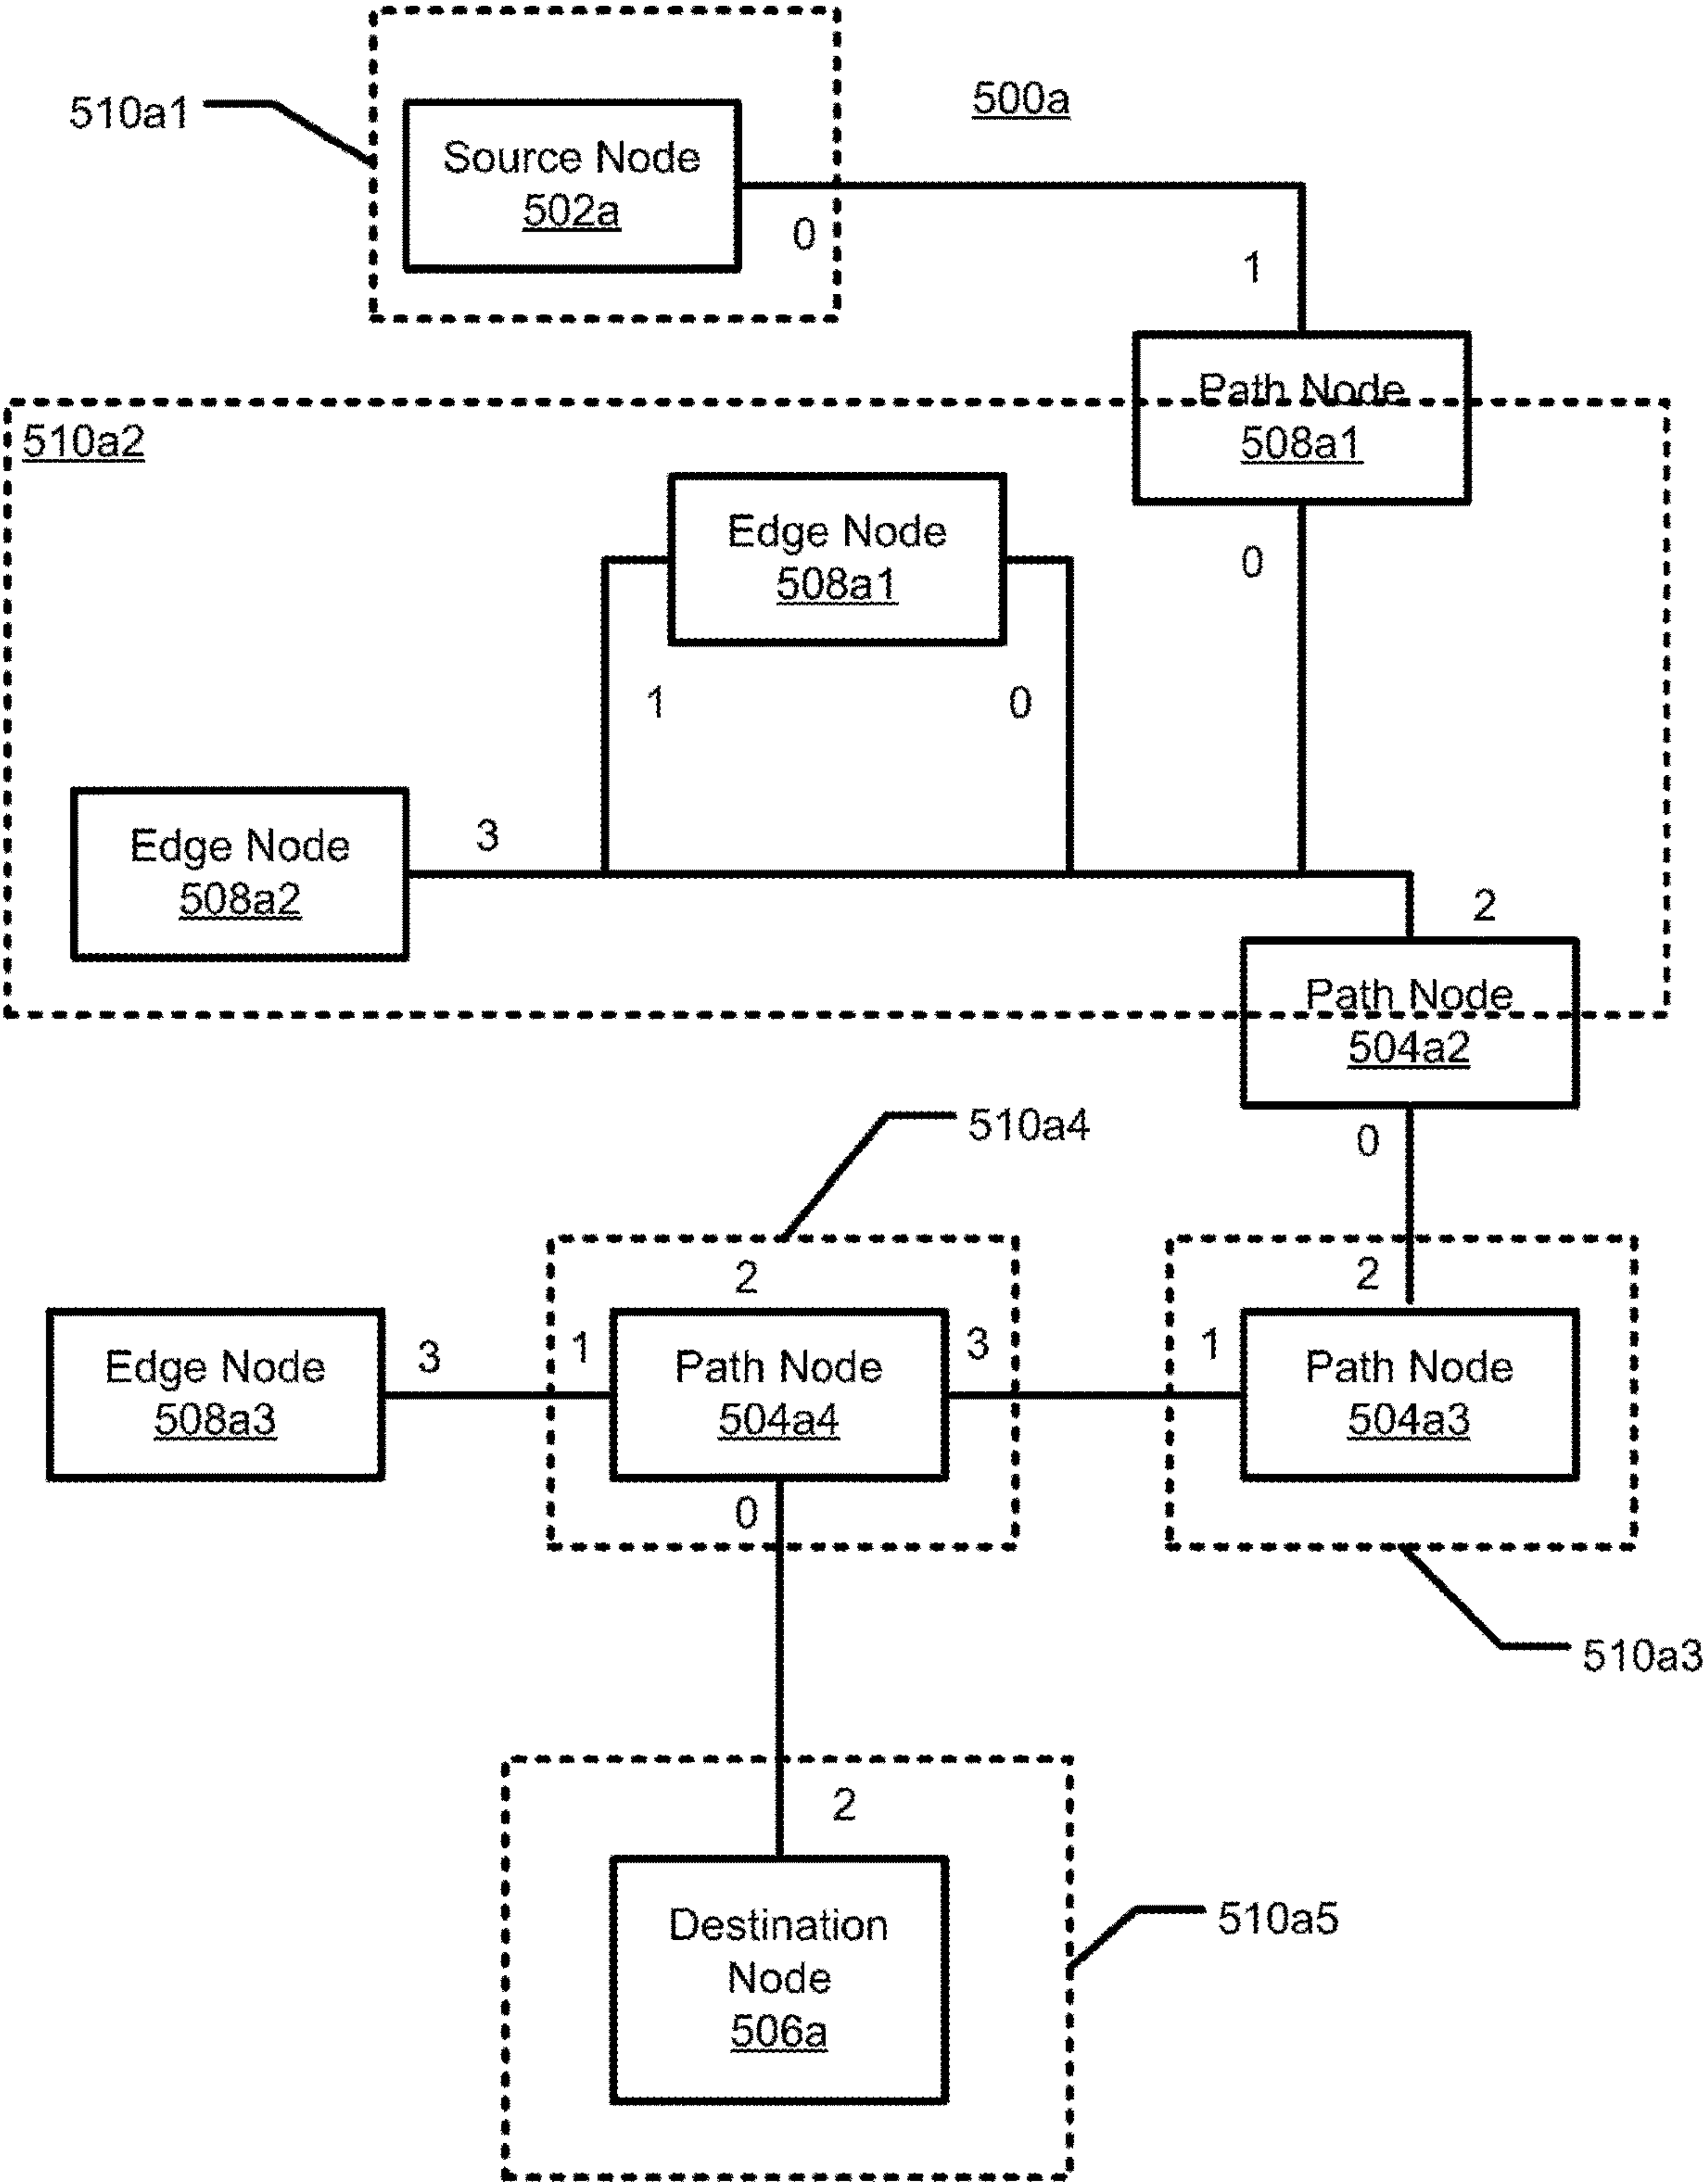 510a1
500a
Source Node
502a
0
1
Path Node
508a1
510a2
Edge Node
508a1
0
1
0
Edge Node
508a2
3
2
Path Node
504a2
0
510a4
2
2
Edge Node
508a3
3
1
Path Node
504a4
3
1
Path Node
504a3
0
510a3
2
510a5
Destination
Node
506a